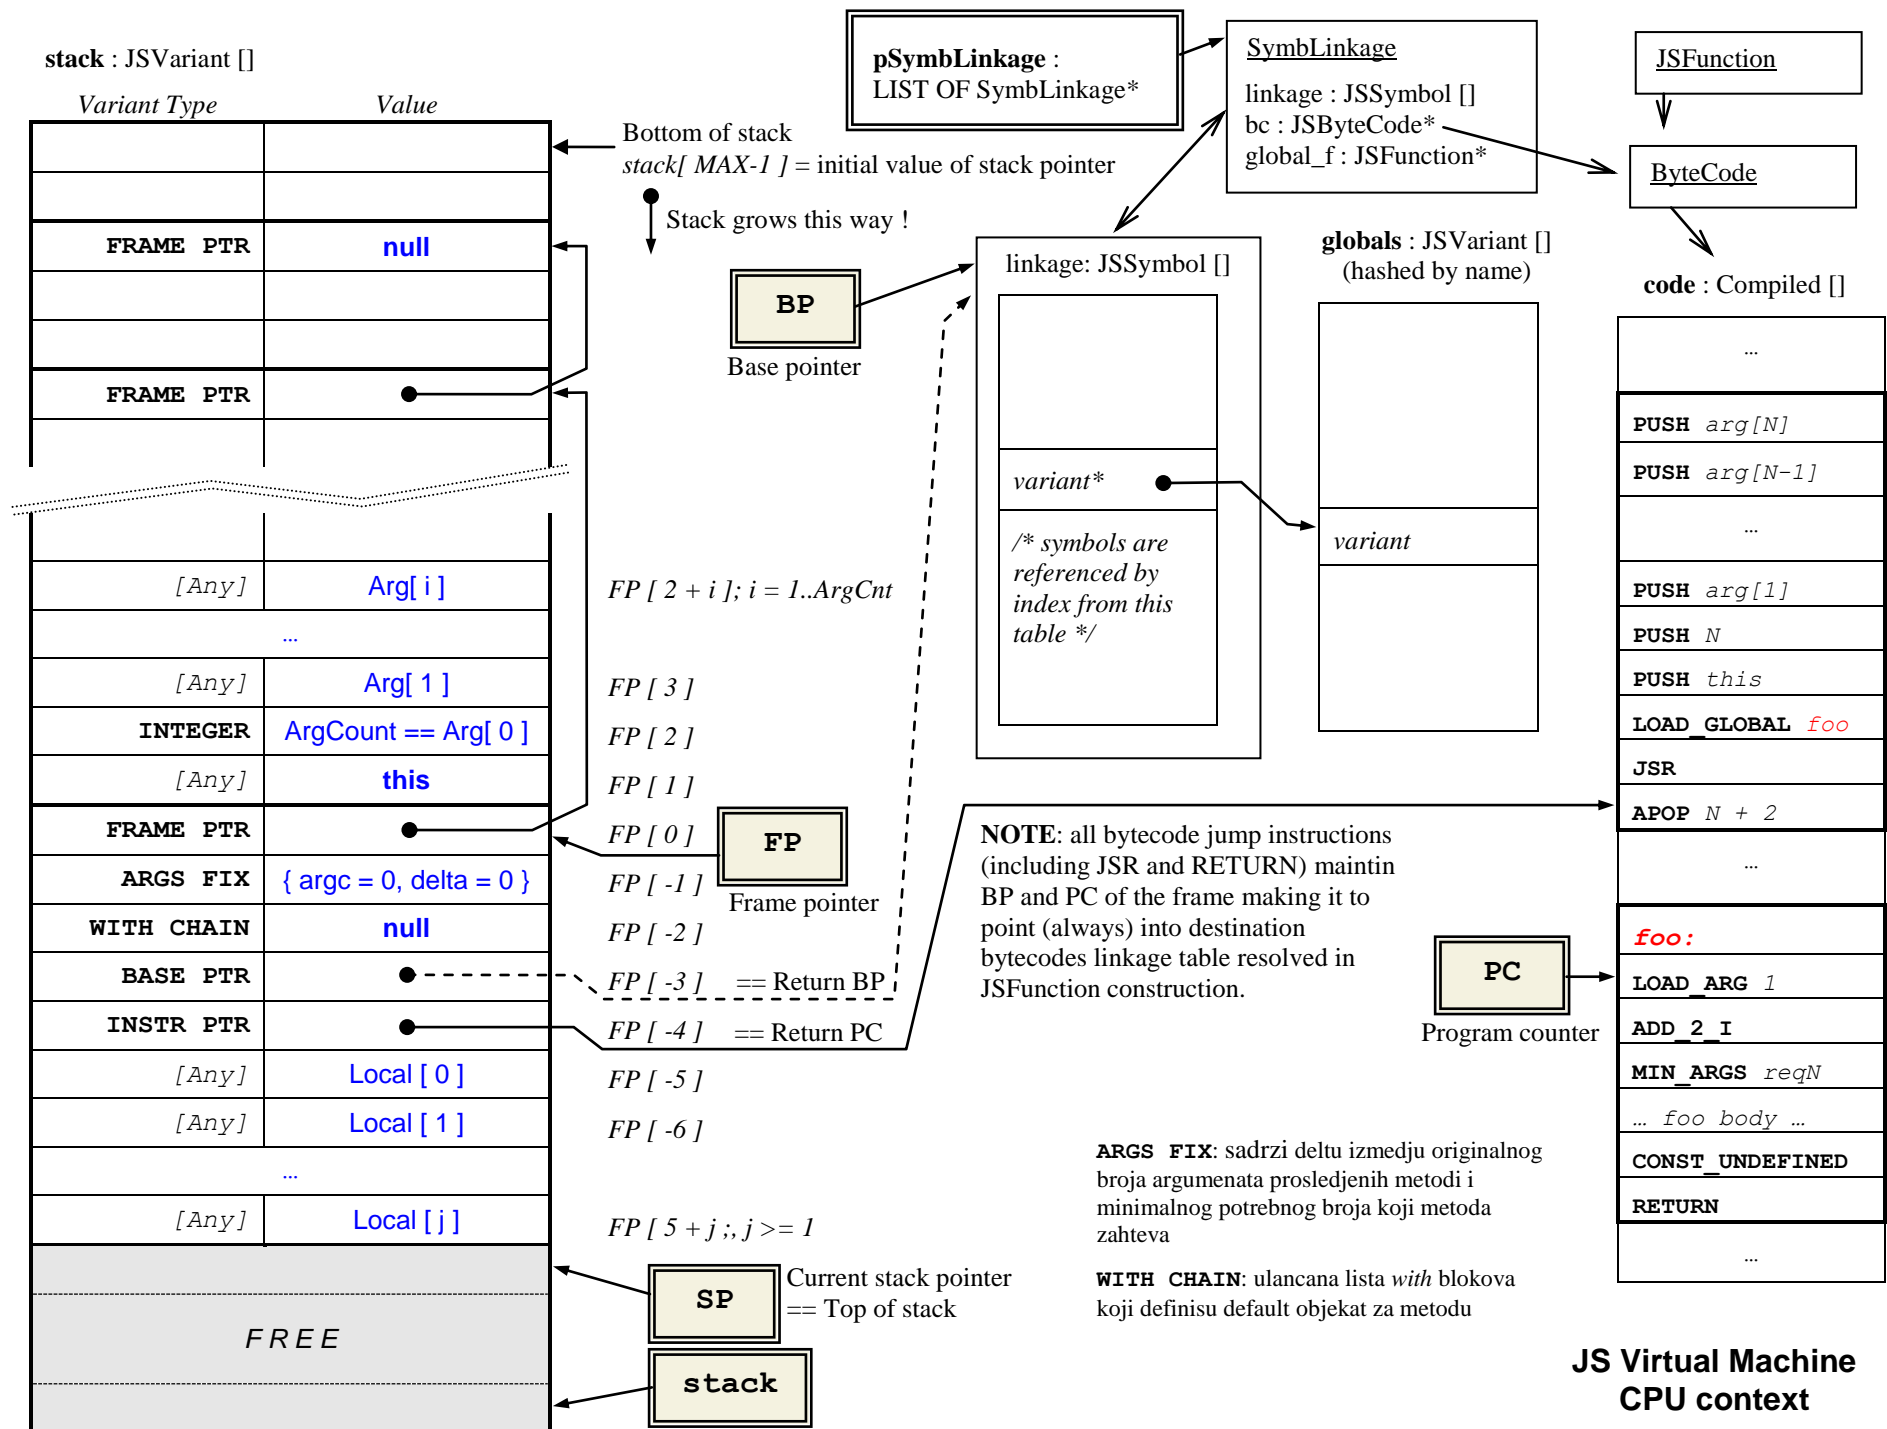 stack : JSVariant []
Variant Type Value
FRAME PTR null
FRAME PTR
[Any] Arg[ i ]
…
[Any] Arg[ 1 ]
INTEGER ArgCount == Arg[ 0 ]
[Any] this
FRAME PTR
ARGS FIX { argc = 0, delta = 0 }
WITH CHAIN null
BASE PTR
INSTR PTR
[Any] Local [ 0 ]
[Any] Local [ 1 ]
…
[Any] Local [ j ]
FREE
Bottom of stack
stack[ MAX-1 ] = initial value of stack pointer
Stack grows this way !
BP
Base pointer
FP [ 2 + i ]; i = 1..ArgCnt
FP [ 3 ]
FP [ 2 ]
FP [ 1 ]
FP [ 0 ]
FP [ -1 ]
FP [ -2 ]
FP [ -3 ] == Return BP
FP [ -4 ] == Return PC
FP [ -5 ]
FP [ -6 ]
FP [ 5 + j ;, j >= 1
FP
Frame pointer
SP
Current stack pointer
== Top of stack
stack
pSymbLinkage :
LIST OF SymbLinkage*
SymbLinkage
linkage : JSSymbol []
bc : JSByteCode*
global_f : JSFunction*
JSFunction
ByteCode
linkage: JSSymbol []
variant*
/* symbols are
referenced by
index from this
table */
globals : JSVariant []
(hashed by name)
variant
code : Compiled []
…
PUSH arg[N]
PUSH arg[N-1]
…
PUSH arg[1]
PUSH N
PUSH this
LOAD_GLOBAL foo
JSR
APOP N + 2
…
foo:
LOAD_ARG 1
ADD_2_I
MIN_ARGS reqN
… foo body …
CONST_UNDEFINED
RETURN
…
NOTE: all bytecode jump instructions
(including JSR and RETURN) maintin
BP and PC of the frame making it to
point (always) into destination
bytecodes linkage table resolved in
JSFunction construction.
PC
Program counter
ARGS FIX: sadrzi deltu izmedju originalnog
broja argumenata prosledjenih metodi i
minimalnog potrebnog broja koji metoda
zahteva
WITH CHAIN: ulancana lista with blokova
koji definisu default objekat za metodu
JS Virtual Machine
CPU context